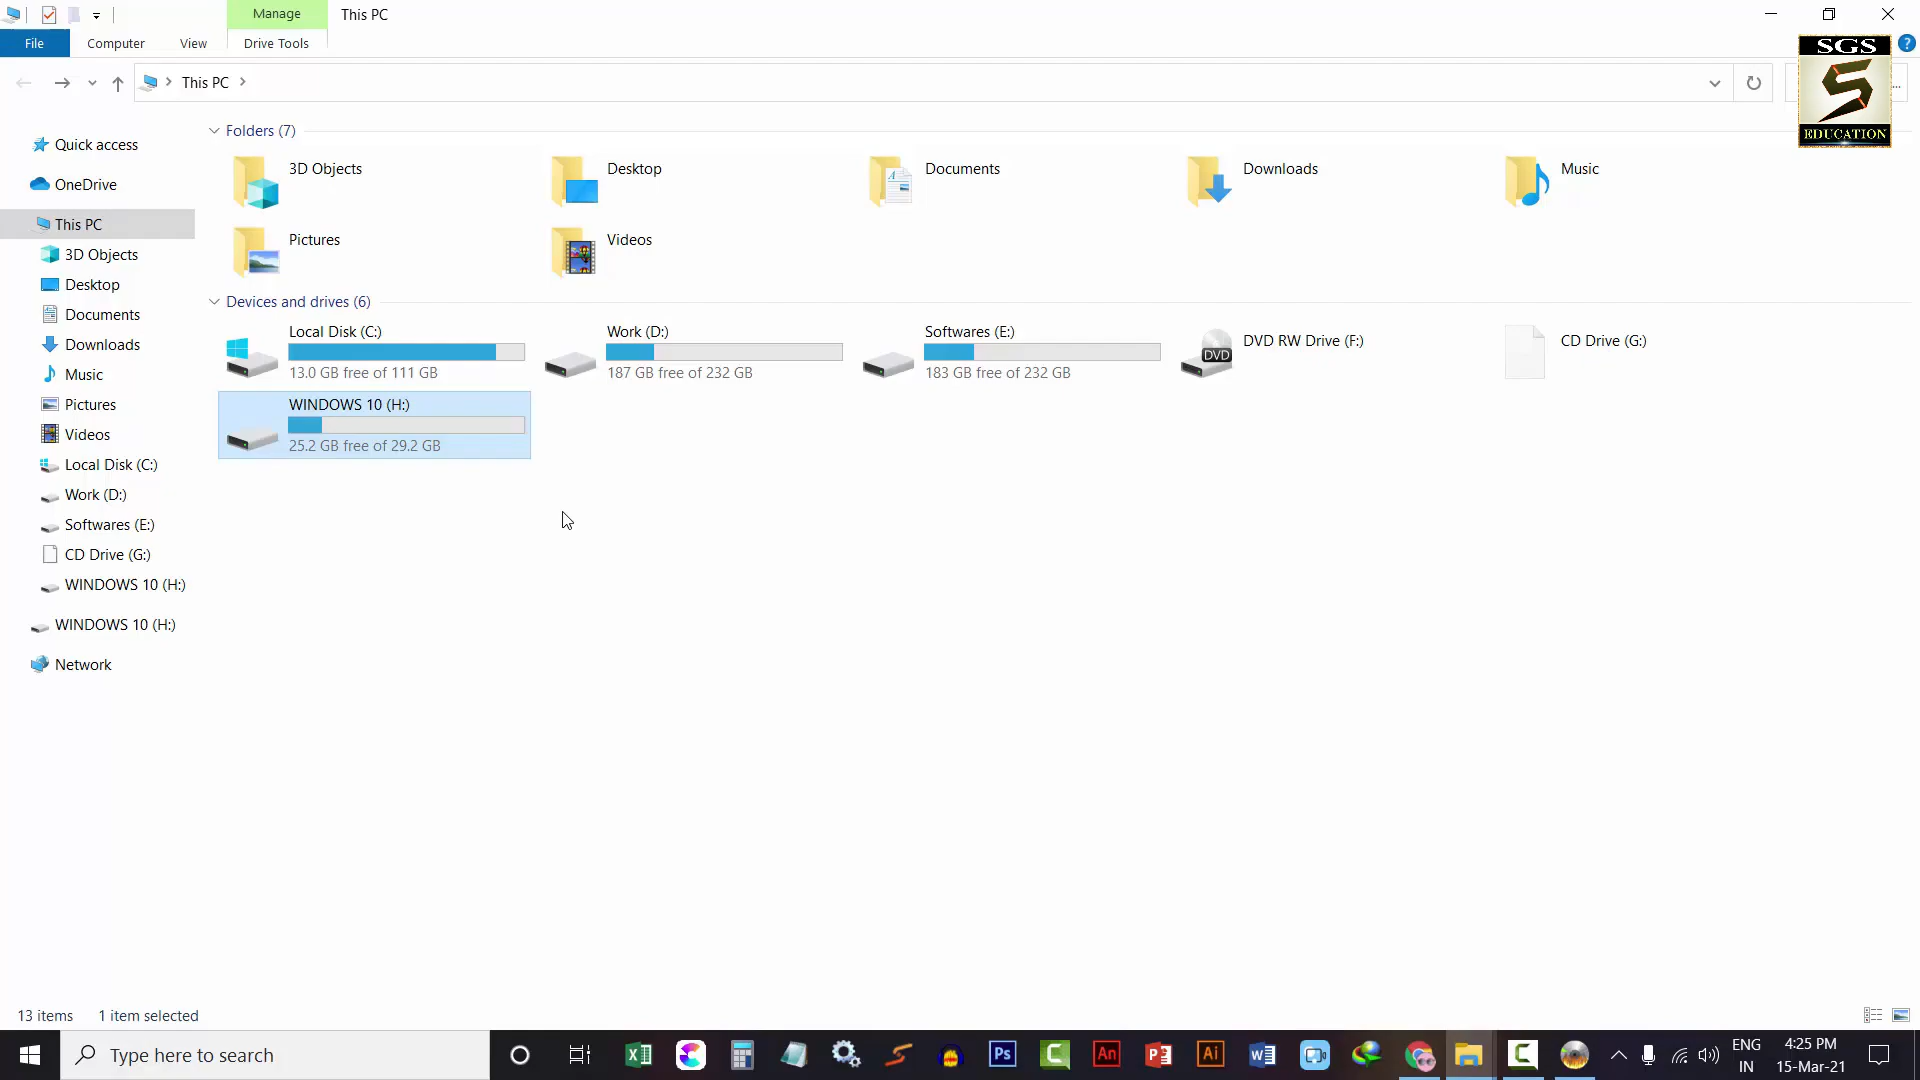 Manage
This PC
File
Computer
View
Drive Tools
This PC
SGS
EDUCATION
Quick access
OneDrive
This PC
3D Objects
Desktop
Documents
Downloads
Music
Pictures
Videos
Local Disk (C:)
Work (D:)
Softwares (E:)
CD Drive (G:)
WINDOWS 10 (H:)
WINDOWS 10 (H:)
Network
Folders (7)
3D Objects
Desktop
Documents
Downloads
Music
Pictures
Videos
Devices and drives (6)
Local Disk (C:)
13.0 GB free of 111 GB
Work (D:)
187 GB free of 232 GB
Softwares (E:)
183 GB free of 232 GB
DVD
DVD RW Drive (F:)
CD Drive (G:)
WINDOWS 10 (H:)
25.2 GB free of 29.2 GB
13 items
1 item selected
Type here to search
Ps
An
Ai
ENG
IN
4:25 PM
15-Mar-21